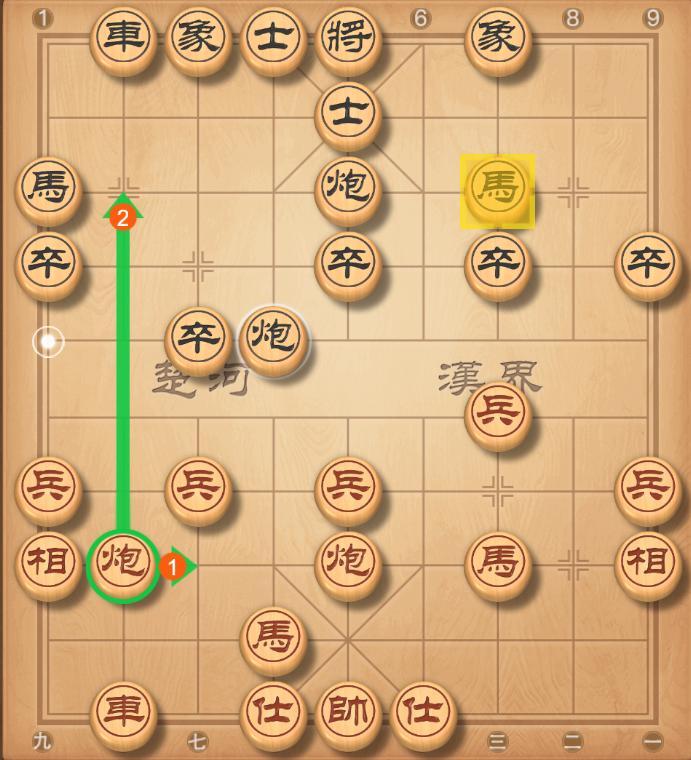 1 6 8 9
車 象 士 將 象
士
馬 炮 馬
2
卒 卒 卒 卒
卒 炮
楚河 漢界
兵
兵 兵 兵 兵
相 炮 1 炮 馬 相
馬
車 仕 帥 仕
九 七 三 二 一